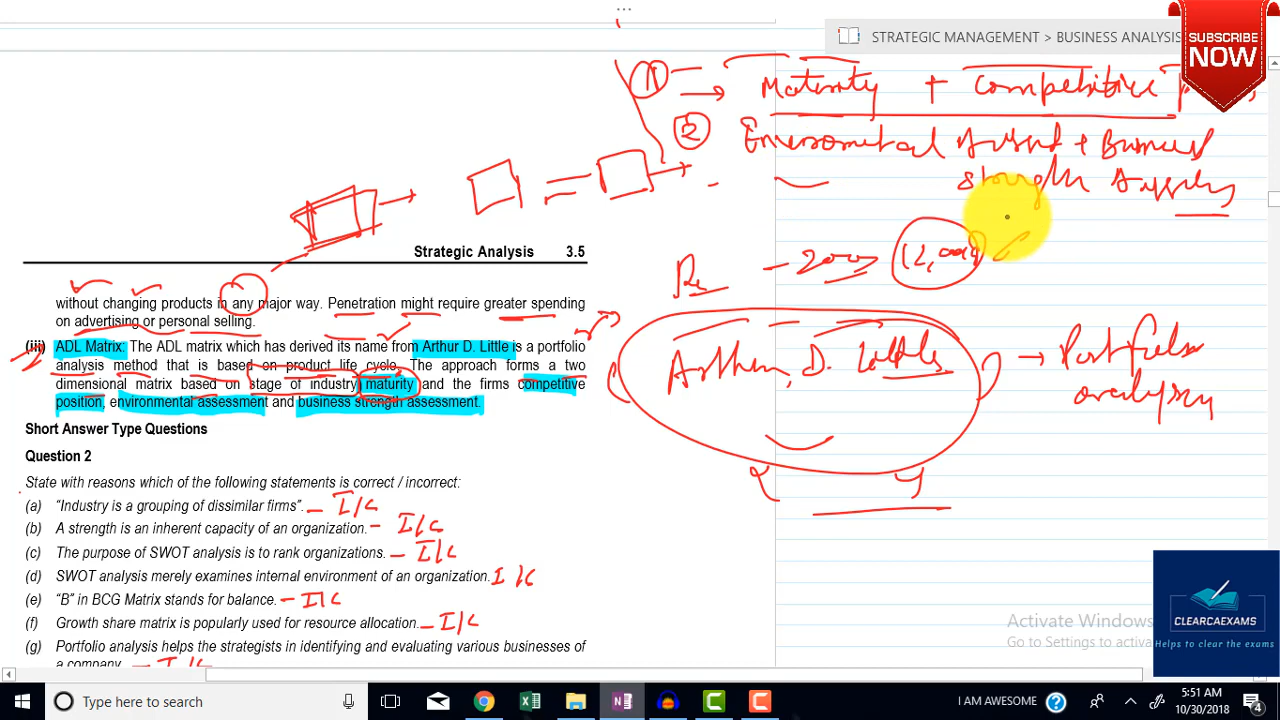 STRATEGIC MANAGEMENT > BUSINESS ANALYSIS
SUBSCRIBE
NOW
① Maturity + Competitive
② Environmental +
2000 12,000
Arthur D. Little
Portfolio
analysis
Strategic Analysis 3.5
without changing products in any major way. Penetration might require greater spending
on advertising or personal selling.
(iii) ADL Matrix: The ADL matrix which has derived its name from Arthur D. Little is a portfolio
analysis method that is based on product life cycle. The approach forms a two
dimensional matrix based on stage of industry maturity and the firms competitive
position, environmental assessment and business strength assessment.
Short Answer Type Questions
Question 2
State with reasons which of the following statements is correct / incorrect:
(a) "Industry is a grouping of dissimilar firms". – I/C
(b) A strength is an inherent capacity of an organization. – I/C
(c) The purpose of SWOT analysis is to rank organizations. – I/C
(d) SWOT analysis merely examines internal environment of an organization. I/C
(e) "B" in BCG Matrix stands for balance. – I/C
(f) Growth share matrix is popularly used for resource allocation. – I/C
(g) Portfolio analysis helps the strategists in identifying and evaluating various businesses of
a company. – I/C
Activate Windows
Go to Settings to activa
CLEARCAEXAMS
Helps to clear the exams
Type here to search
I AM AWESOME
5:51 AM
10/30/2018
4